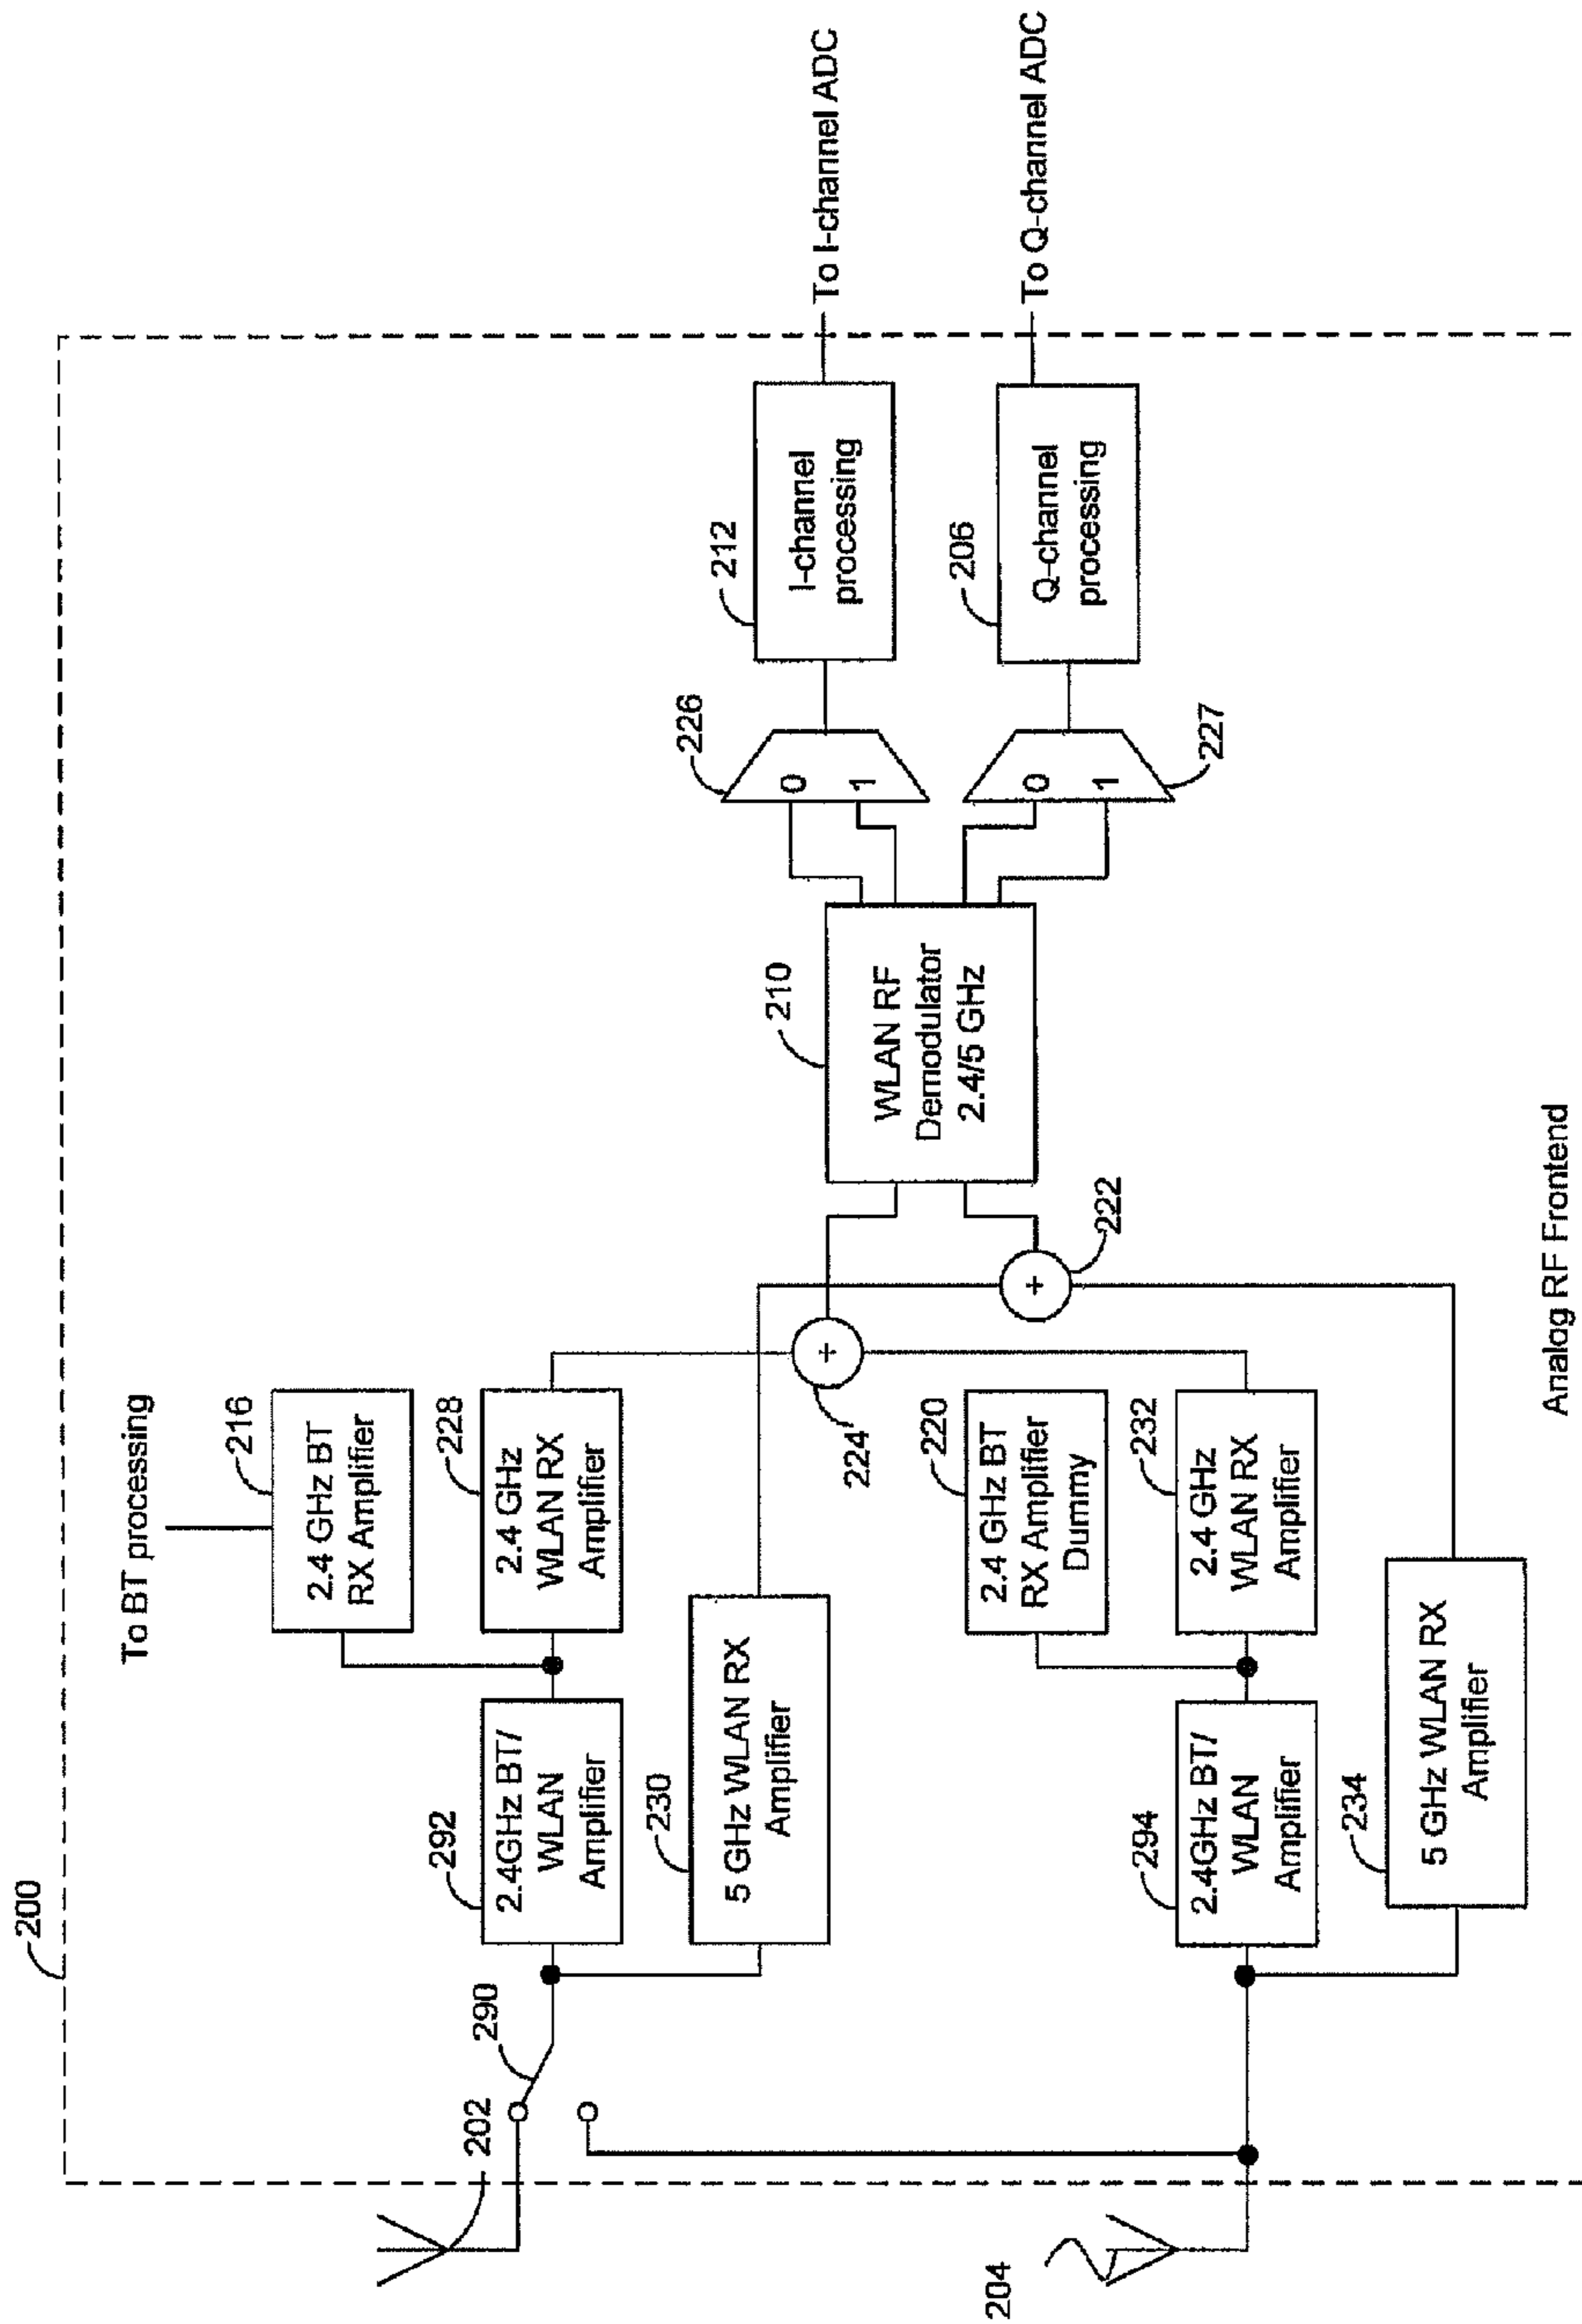 200
To BT processing
216
2.4 GHz BT
RX Amplifier
292
2.4GHz BT/
WLAN
Amplifier
228
2.4 GHz
WLAN RX
Amplifier
290
202
230
5 GHz WLAN RX
Amplifier
224
+
222
+
210
WLAN RF
Demodulator
2.4/5 GHz
226
0
1
227
0
1
212
I-channel
processing
To I-channel ADC
206
Q-channel
processing
To Q-channel ADC
220
2.4 GHz BT
RX Amplifier
Dummy
204
294
2.4GHz BT/
WLAN
Amplifier
232
2.4 GHz
WLAN RX
Amplifier
234
5 GHz WLAN RX
Amplifier
Analog RF Frontend